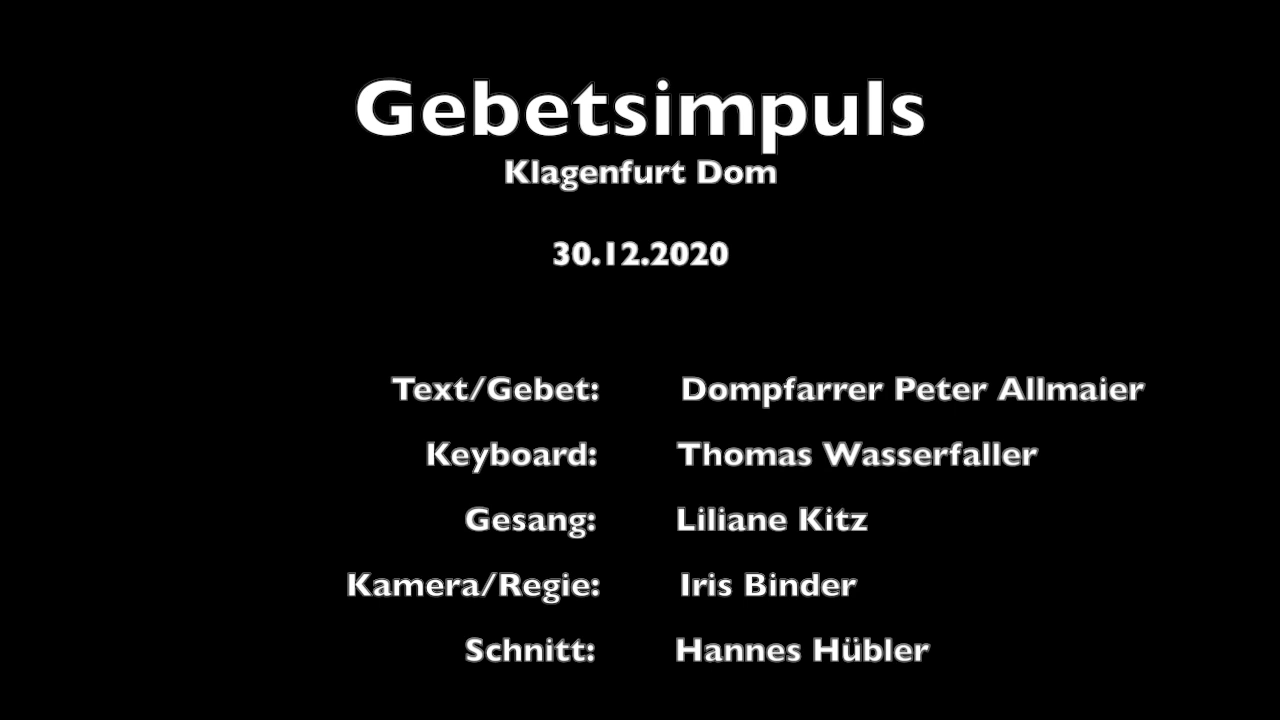 Gebetsimpuls
Klagenfurt Dom
30.12.2020
Text/Gebet: Dompfarrer Peter Allmaier
Keyboard: Thomas Wasserfaller
Gesang: Liliane Kitz
Kamera/Regie: Iris Binder
Schnitt: Hannes Hübler